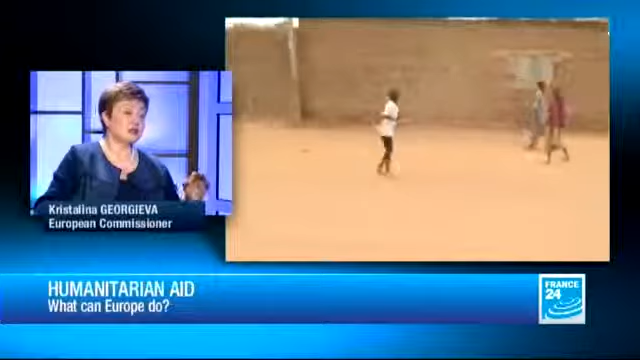 Kristalina GEORGIEVA
European Commissioner
HUMANITARIAN AID
What can Europe do?
FRANCE
24